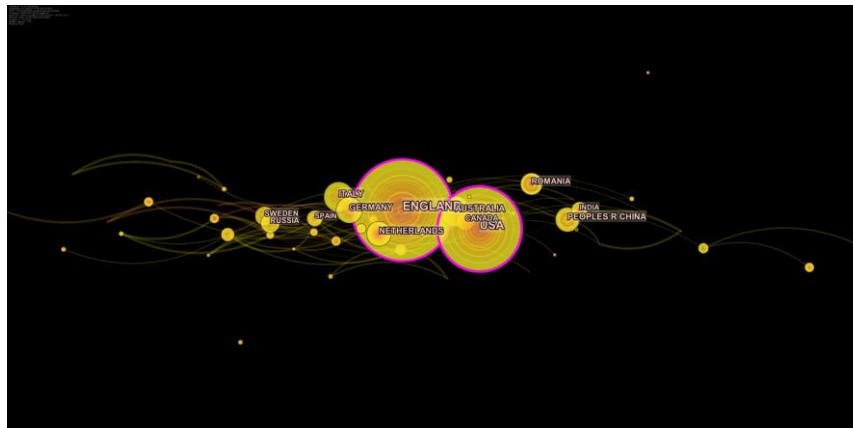 ROMANIA
ITALY
GERMANY
ENGLAND
AUSTRALIA
INDIA
SWEDEN
SPAIN
PEOPLES R CHINA
RUSSIA
CANADA
USA
NETHERLANDS